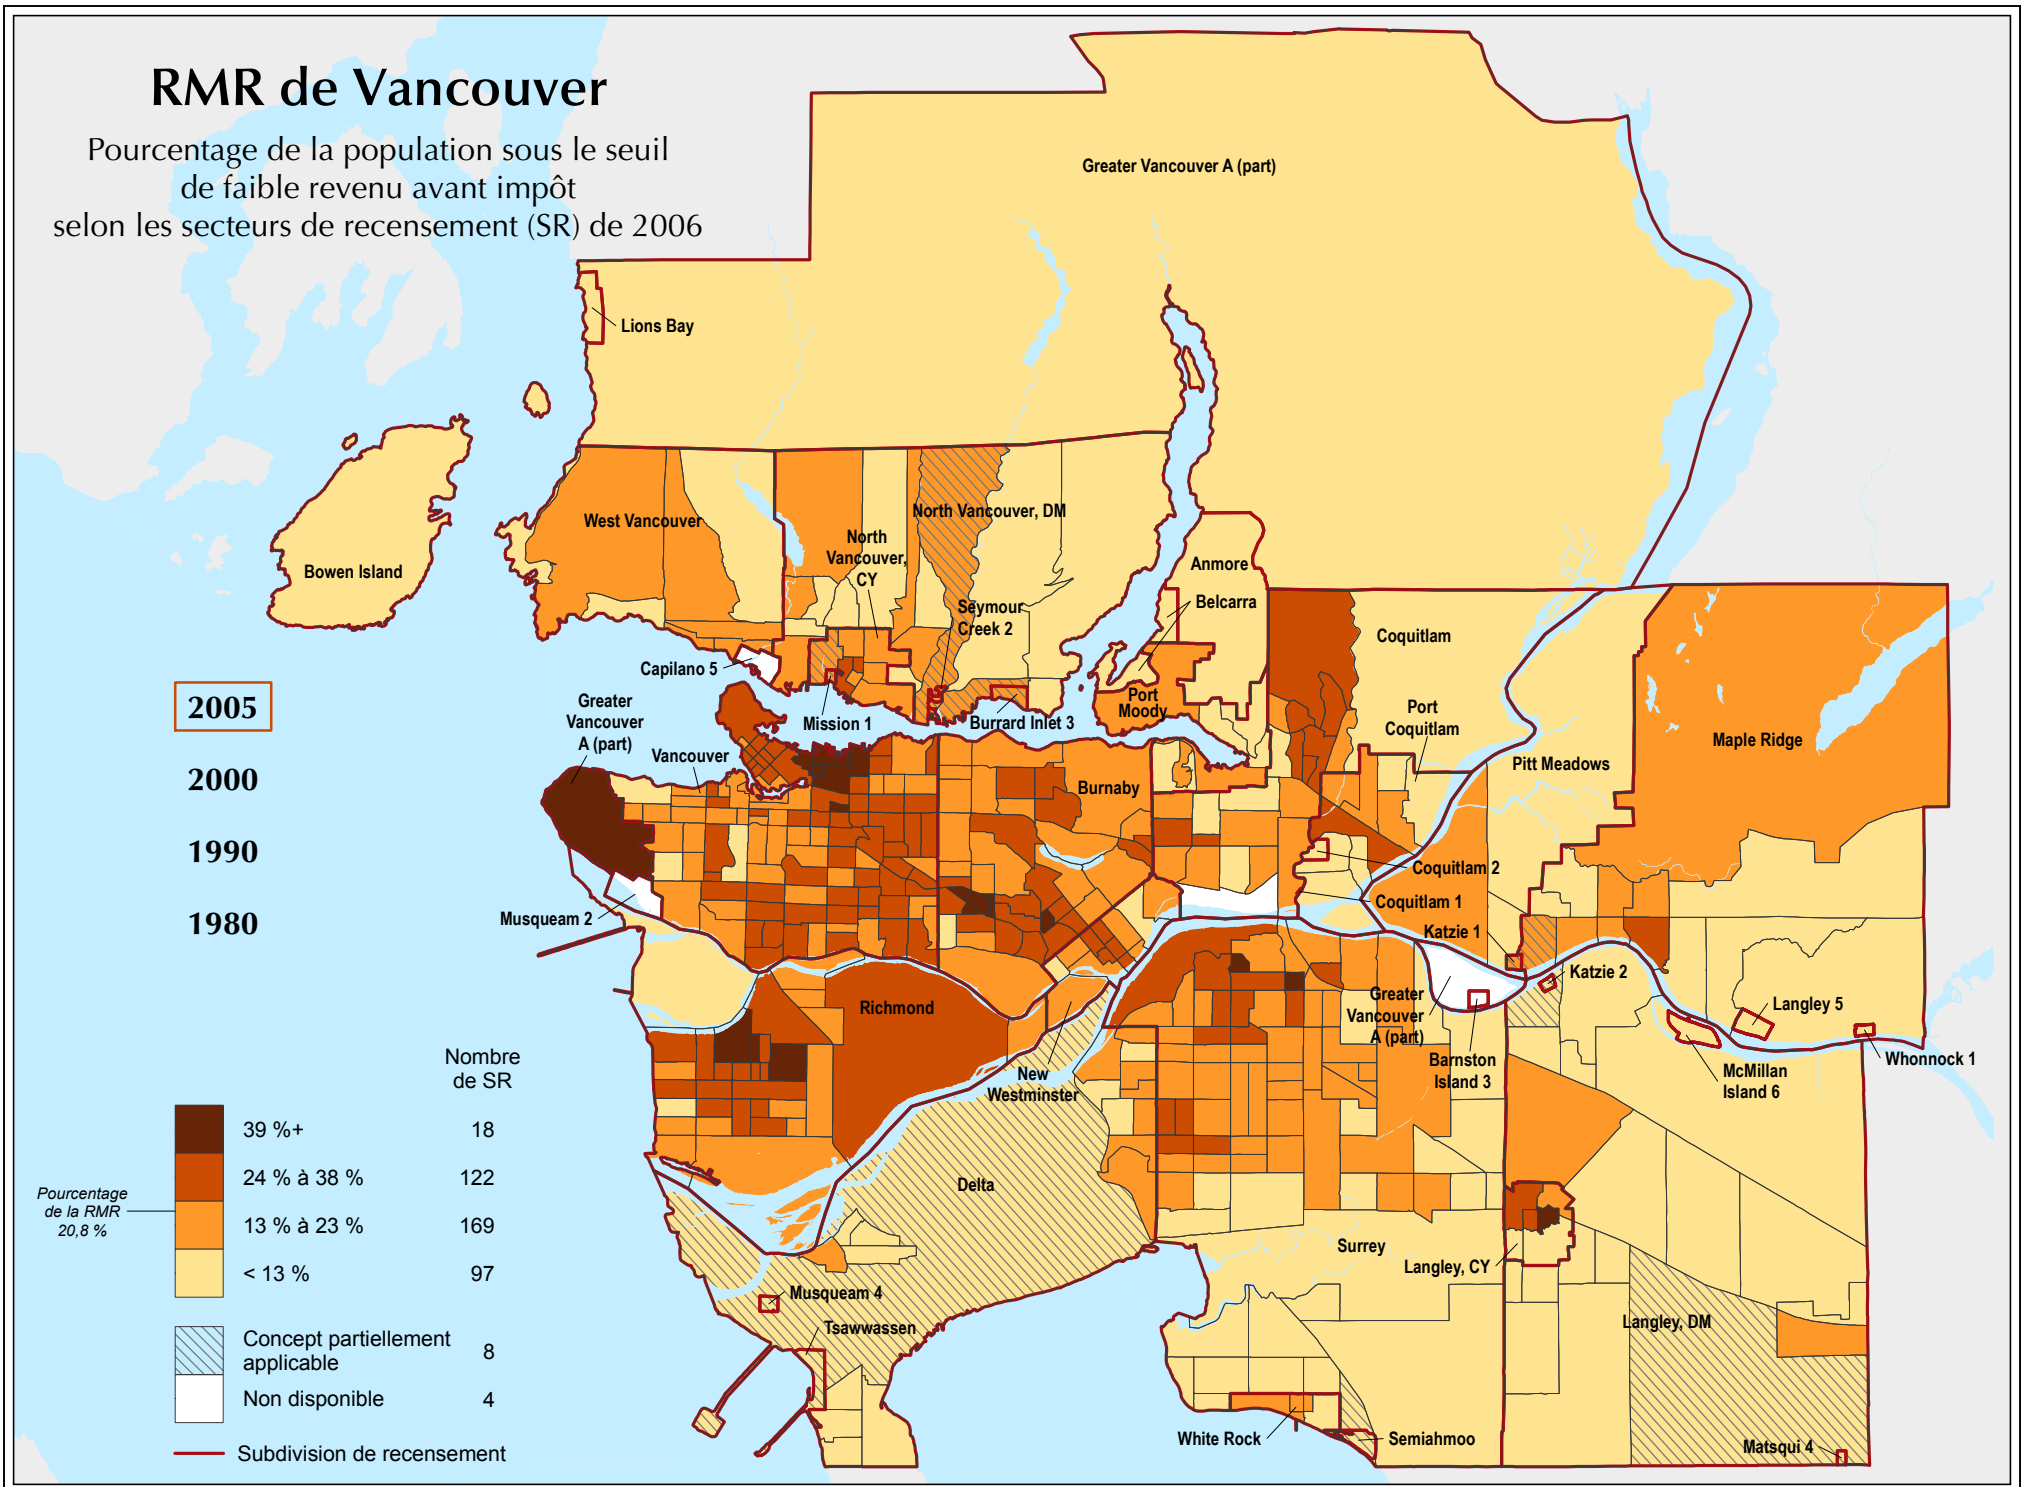 RMR de Vancouver
Pourcentage de la population sous le seuil
de faible revenu avant impôt
selon les secteurs de recensement (SR) de 2006
Greater Vancouver A (part)
Lions Bay
West Vancouver
North Vancouver, DM
North
Vancouver,
CY
Bowen Island
Anmore
Belcarra
Seymour
Creek 2
Coquitlam
Capilano 5
Greater
Vancouver
A (part)
Mission 1
Burrard Inlet 3
Port
Moody
Port
Coquitlam
Maple Ridge
Vancouver
Burnaby
Pitt Meadows
2005
2000
1990
1980
Coquitlam 2
Coquitlam 1
Musqueam 2
Katzie 1
Katzie 2
Richmond
Greater
Vancouver
A (part)
Langley 5
Barnston
Island 3
Whonnock 1
McMillan
Island 6
New
Westminster
Delta
Surrey
Langley, CY
Musqueam 4
Tsawwassen
Langley, DM
White Rock
Semiahmoo
Matsqui 4
Nombre
de SR
39 %+ 18
24 % à 38 % 122
Pourcentage
de la RMR
20,8 %
13 % à 23 % 169
< 13 % 97
Concept partiellement
applicable 8
Non disponible 4
Subdivision de recensement